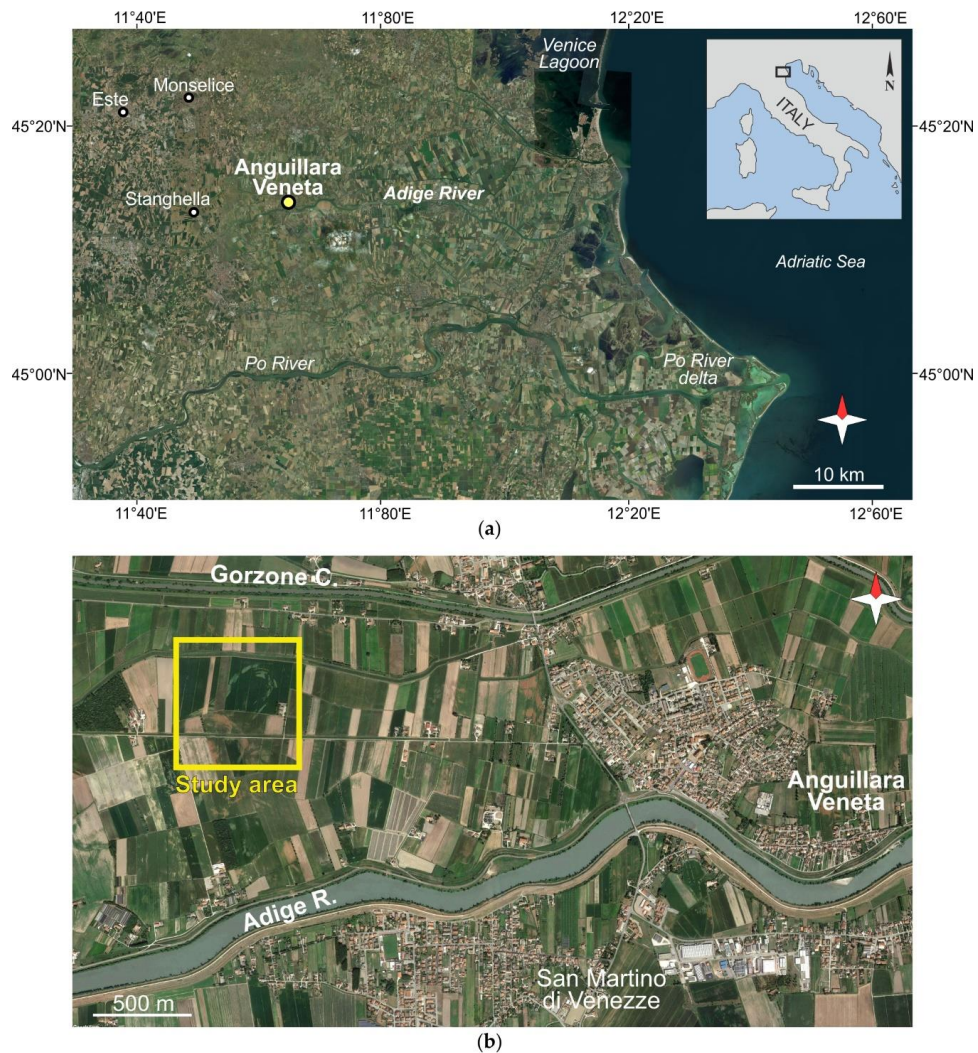 11°40'E
11°80'E
12°20'E
12°60'E
Venice
Lagoon
N
ITALY
Monselice
Este
45°20'N
45°20'N
Anguillara
Veneta
Adige River
Stanghella
Adriatic Sea
Po River
Po River
delta
45°00'N
45°00'N
10 km
11°40'E
11°80'E
12°20'E
12°60'E
(a)
Gorzone C.
Study area
Anguillara
Veneta
Adige R.
San Martino
di Venezze
500 m
(b)